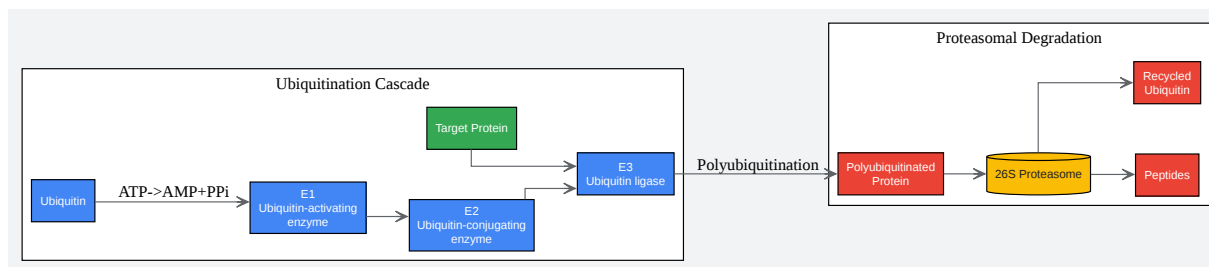 Ubiquitination Cascade
Ubiquitin
ATP->AMP+PPi
E1
Ubiquitin-activating
enzyme
Target Protein
E2
Ubiquitin-conjugating
enzyme
E3
Ubiquitin ligase
Polyubiquitination
Proteasomal Degradation
Polyubiquitinated
Protein
26S Proteasome
Recycled
Ubiquitin
Peptides